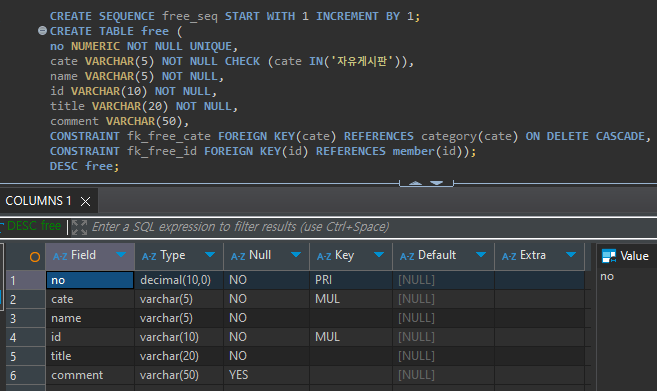 CREATE SEQUENCE free_seq START WITH 1 INCREMENT BY 1;
CREATE TABLE free (
no NUMERIC NOT NULL UNIQUE,
cate VARCHAR(5) NOT NULL CHECK (cate IN('자유게시판')),
name VARCHAR(5) NOT NULL,
id VARCHAR(10) NOT NULL,
title VARCHAR(20) NOT NULL,
comment VARCHAR(50),
CONSTRAINT fk_free_cate FOREIGN KEY(cate) REFERENCES category(cate) ON DELETE CASCADE,
CONSTRAINT fk_free_id FOREIGN KEY(id) REFERENCES member(id));
DESC free;
COLUMNS 1
DESC free Enter a SQL expression to filter results (use Ctrl+Space)
A-Z Field A-Z Type A-Z Null A-Z Key A-Z Default A-Z Extra Value
1 no decimal(10,0) NO PRI [NULL] no
2 cate varchar(5) NO MUL [NULL]
3 name varchar(5) NO [NULL]
4 id varchar(10) NO MUL [NULL]
5 title varchar(20) NO [NULL]
6 comment varchar(50) YES [NULL]